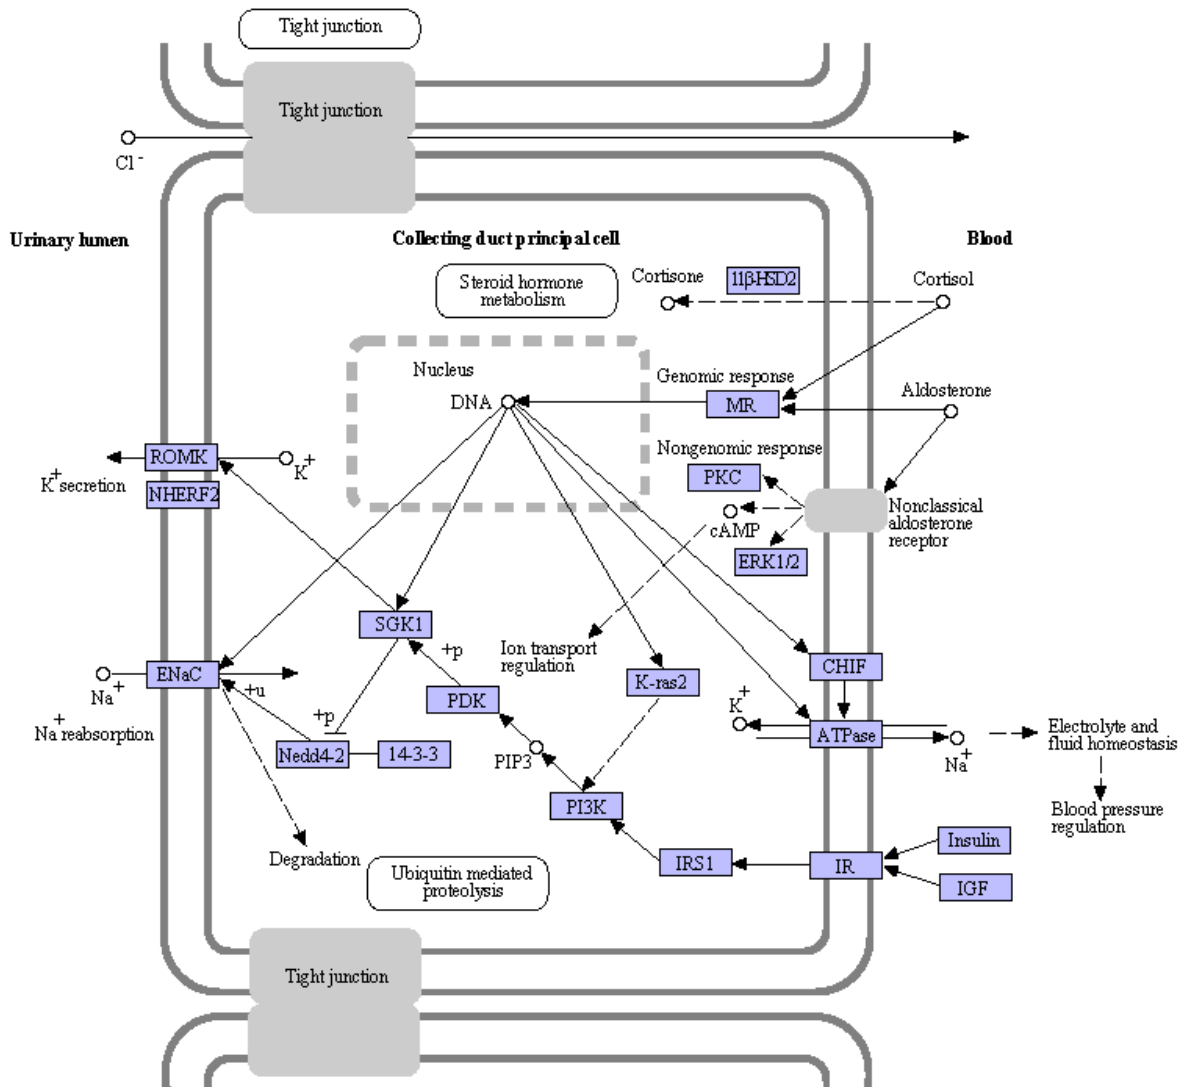 Tight junction
Tight junction
Cl -
Urinary lumen
Collecting duct principal cell
Blood
Steroid hormone
metabolism
Cortisone
11β-HSD2
Cortisol
Nucleus
DNA
Genomic response
MR
Aldosterone
ROMK
K+
K+ secretion
NHERF2
Nongenomic response
PKC
cAMP
ERK1/2
Nonclassical
aldosterone
receptor
SGK1
+p
Ion transport
regulation
K-ras2
CHIF
ENaC
Na+
Na+ reabsorption
+u
+p
PDK
Nedd4-2
14-3-3
PIP3
K+
ATPase
Na+
Electrolyte and
fluid homeostasis
Blood pressure
regulation
PI3K
Degradation
Ubiquitin mediated
proteolysis
IRS1
IR
Insulin
IGF
Tight junction